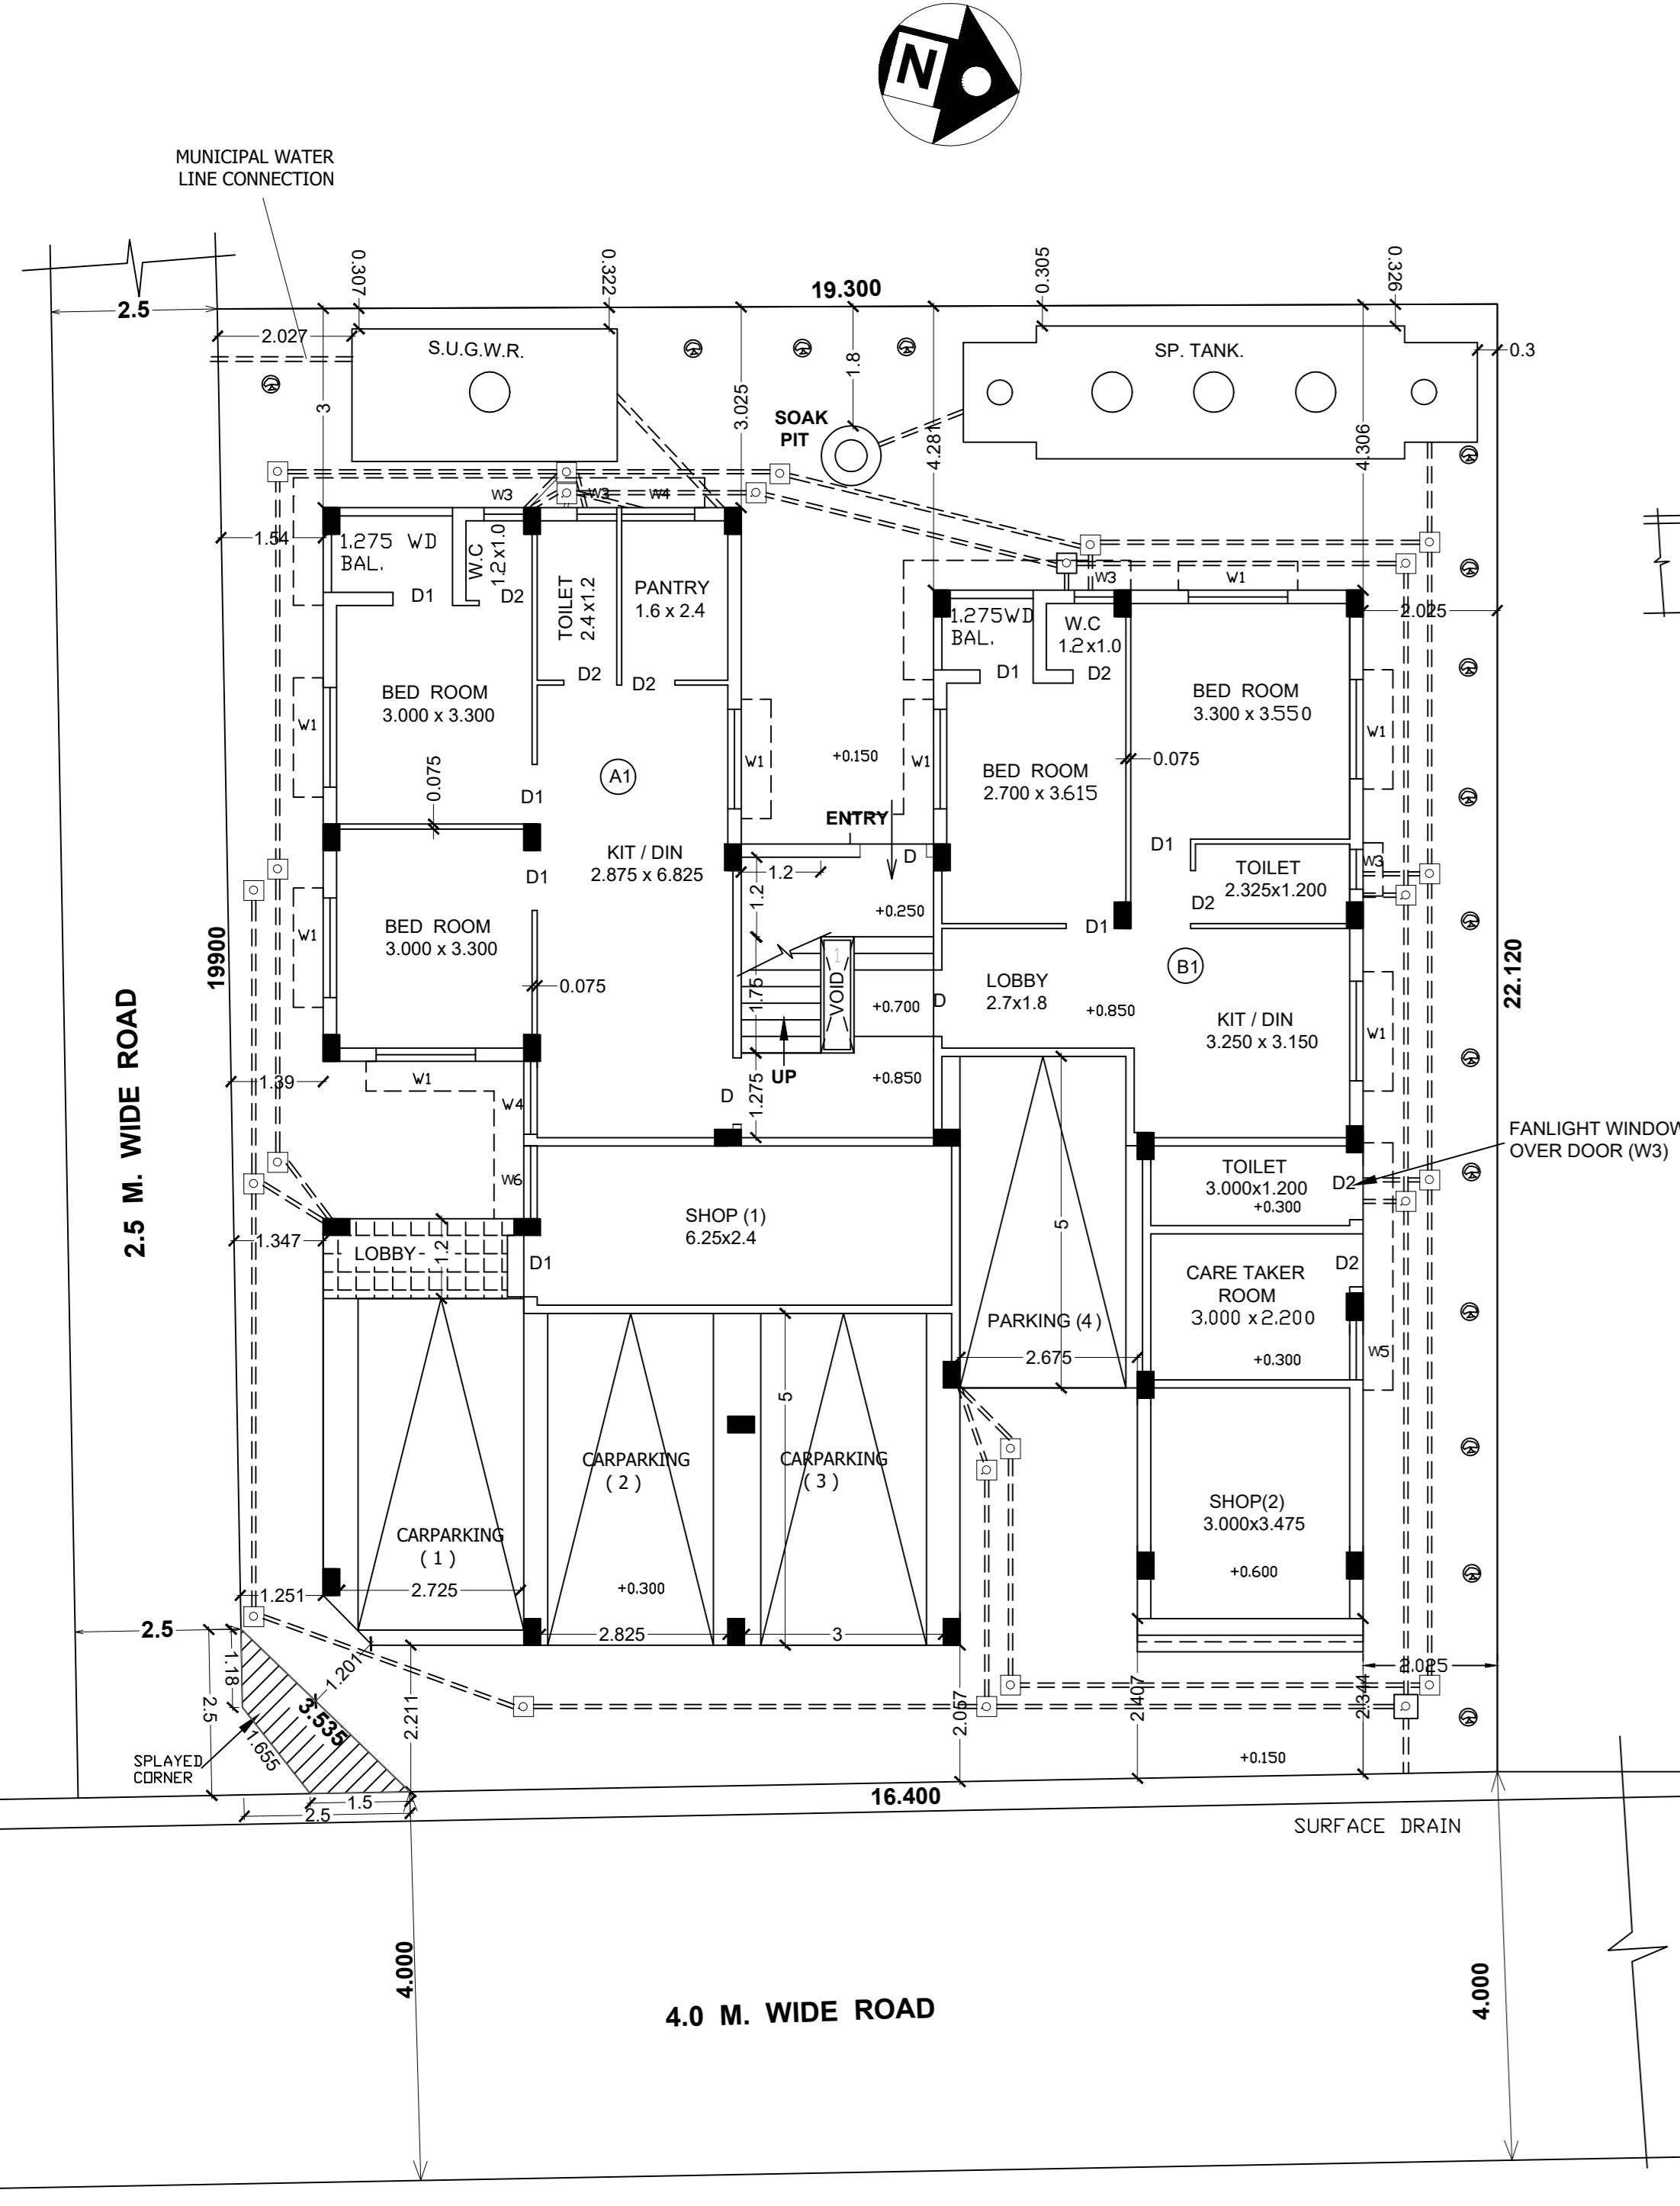 N
MUNICIPAL WATER
LINE CONNECTION
0.307
0.322
19.300
0.305
0.326
2.5
2.027
S.U.G.W.R.
1.8
SP. TANK.
0.3
3
3.025
SOAK
PIT
4.281
4.306
W3
W3
W4
1.54
1.275 WD
BAL.
W.C
1.2x1.0
D1
D2
TOILET
2.4x1.2
PANTRY
1.6 x 2.4
D2
D2
W3
W1
1.275WD
BAL.
W.C
1.2x1.0
D1
D2
2.025
BED ROOM
3.000 x 3.300
W1
BED ROOM
3.300 x 3.550
W1
0.075
A1
W1
+0.150
W1
BED ROOM
2.700 x 3.615
0.075
D1
ENTRY
D
D1
KIT / DIN
2.875 x 6.825
D1
1.2
1.2
TOILET
2.325x1.200
W3
D2
+0.250
BED ROOM
3.000 x 3.300
W1
D1
19900
0.075
1
VOID
1.75
+0.700
D
LOBBY
2.7x1.8
B1
+0.850
KIT / DIN
3.250 x 3.150
W1
22.120
2.5 M. WIDE ROAD
1.39
W1
W4
UP
+0.850
1.275
D
FANLIGHT WINDOW
OVER DOOR (W3)
W6
TOILET
3.000x1.200
+0.300
D2
SHOP (1)
6.25x2.4
5
1.347
LOBBY
1.2
D1
CARE TAKER
ROOM
3.000 x 2.200
D2
PARKING (4)
2.675
+0.300
W5
5
CARPARKING
( 2 )
CARPARKING
( 3 )
SHOP(2)
3.000x3.475
CARPARKING
( 1 )
+0.300
+0.600
1.251
2.725
2.5
2.825
3
1.18
2.5
1.201
3.535
1.655
2.211
2.057
2.407
2.344
2.025
SPLAYED
CORNER
+0.150
1.5
2.5
16.400
SURFACE DRAIN
4.000
4.0 M. WIDE ROAD
4.000